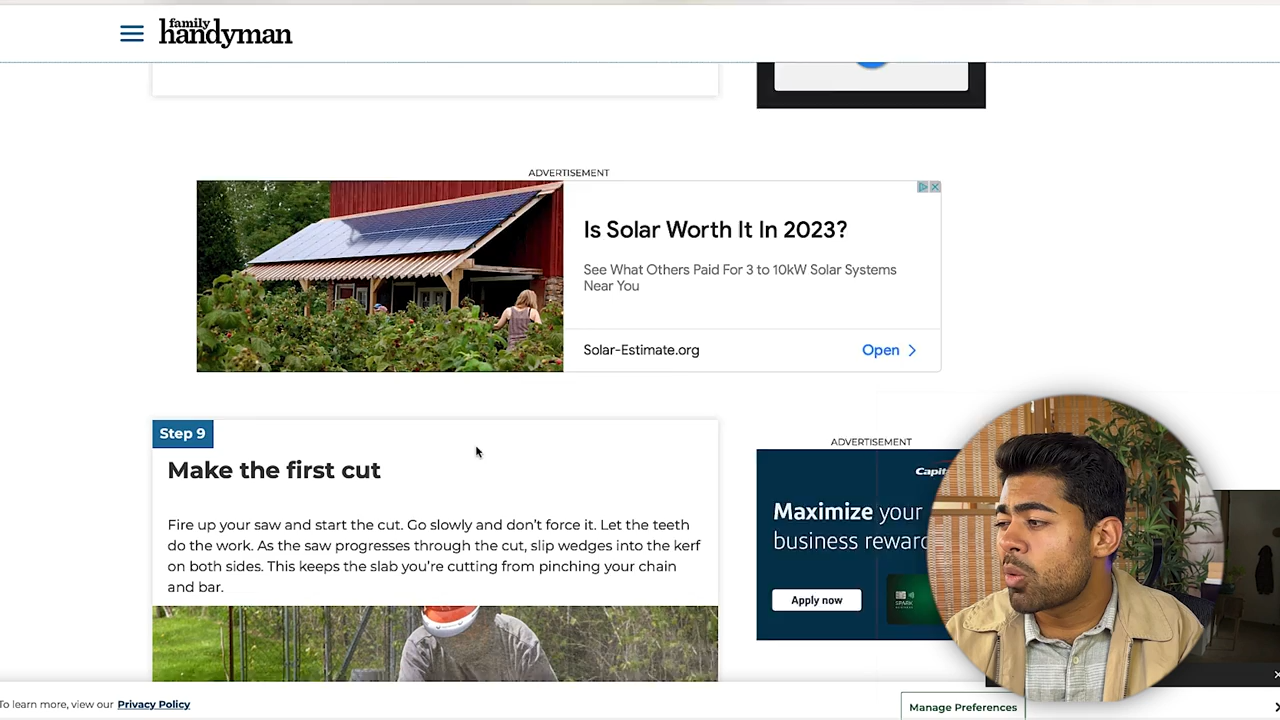 family
handyman
ADVERTISEMENT
Is Solar Worth It In 2023?
See What Others Paid For 3 to 10kW Solar Systems
Near You
Solar-Estimate.org
Open
Step 9
Make the first cut
Fire up your saw and start the cut. Go slowly and don’t force it. Let the teeth
do the work. As the saw progresses through the cut, slip wedges into the kerf
on both sides. This keeps the slab you’re cutting from pinching your chain
and bar.
ADVERTISEMENT
Capi
Maximize your
business rewar
Apply now
SPARK
To learn more, view our Privacy Policy
Manage Preferences